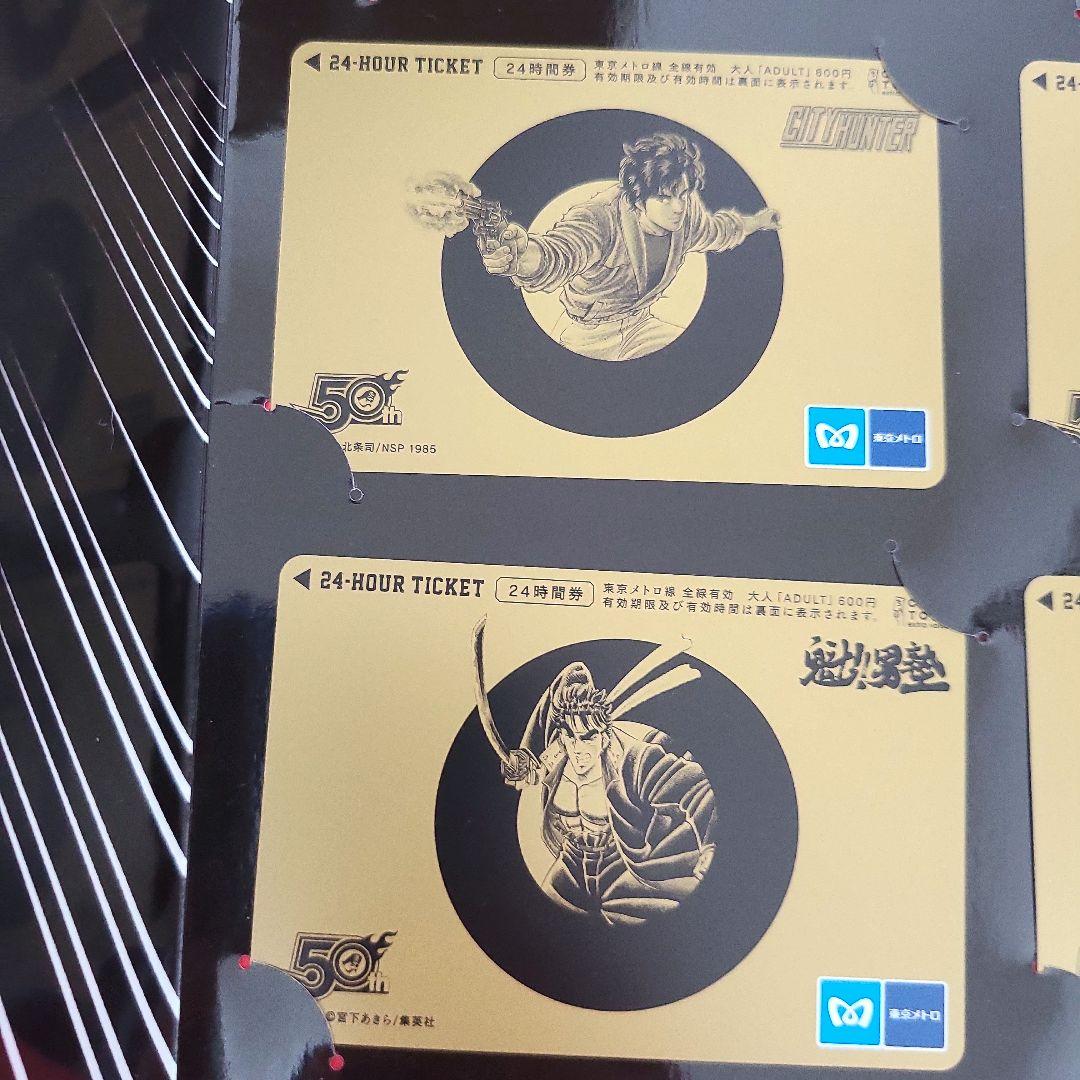 24-HOUR TICKET
24時間券
東京メトロ線 全線有効 大人「ADULT」600円
有効期限及び有効時間は裏面に表示されます。
CITYHUNTER
50th
北条司/NSP 1985
東京メトロ
24-HOUR TICKET
24時間券
東京メトロ線 全線有効 大人「ADULT」600円
有効期限及び有効時間は裏面に表示されます。
魁!!男塾
50th
©宮下あきら/集英社
東京メトロ
24
24